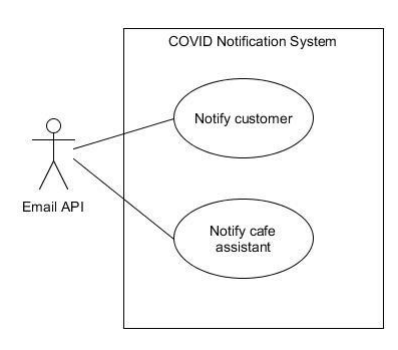 COVID Notification System
Notify customer
Email API
Notify cafe
assistant